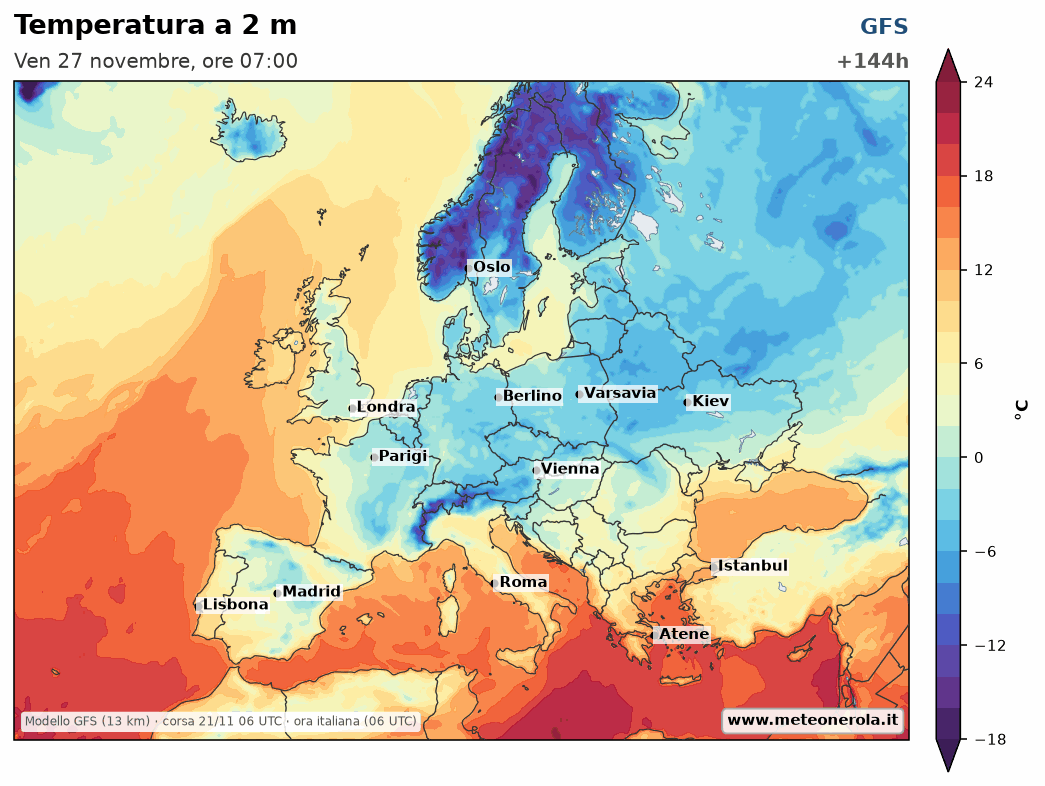 Temperatura a 2 m
GFS
Ven 27 novembre, ore 07:00
+144h
24
18
12
6
0
−6
−12
−18
°C
Oslo
Londra
Berlino
Varsavia
Kiev
Parigi
Vienna
Istanbul
Roma
Madrid
Lisbona
Atene
Modello GFS (13 km) · corsa 21/11 06 UTC · ora italiana (06 UTC)
www.meteonerola.it